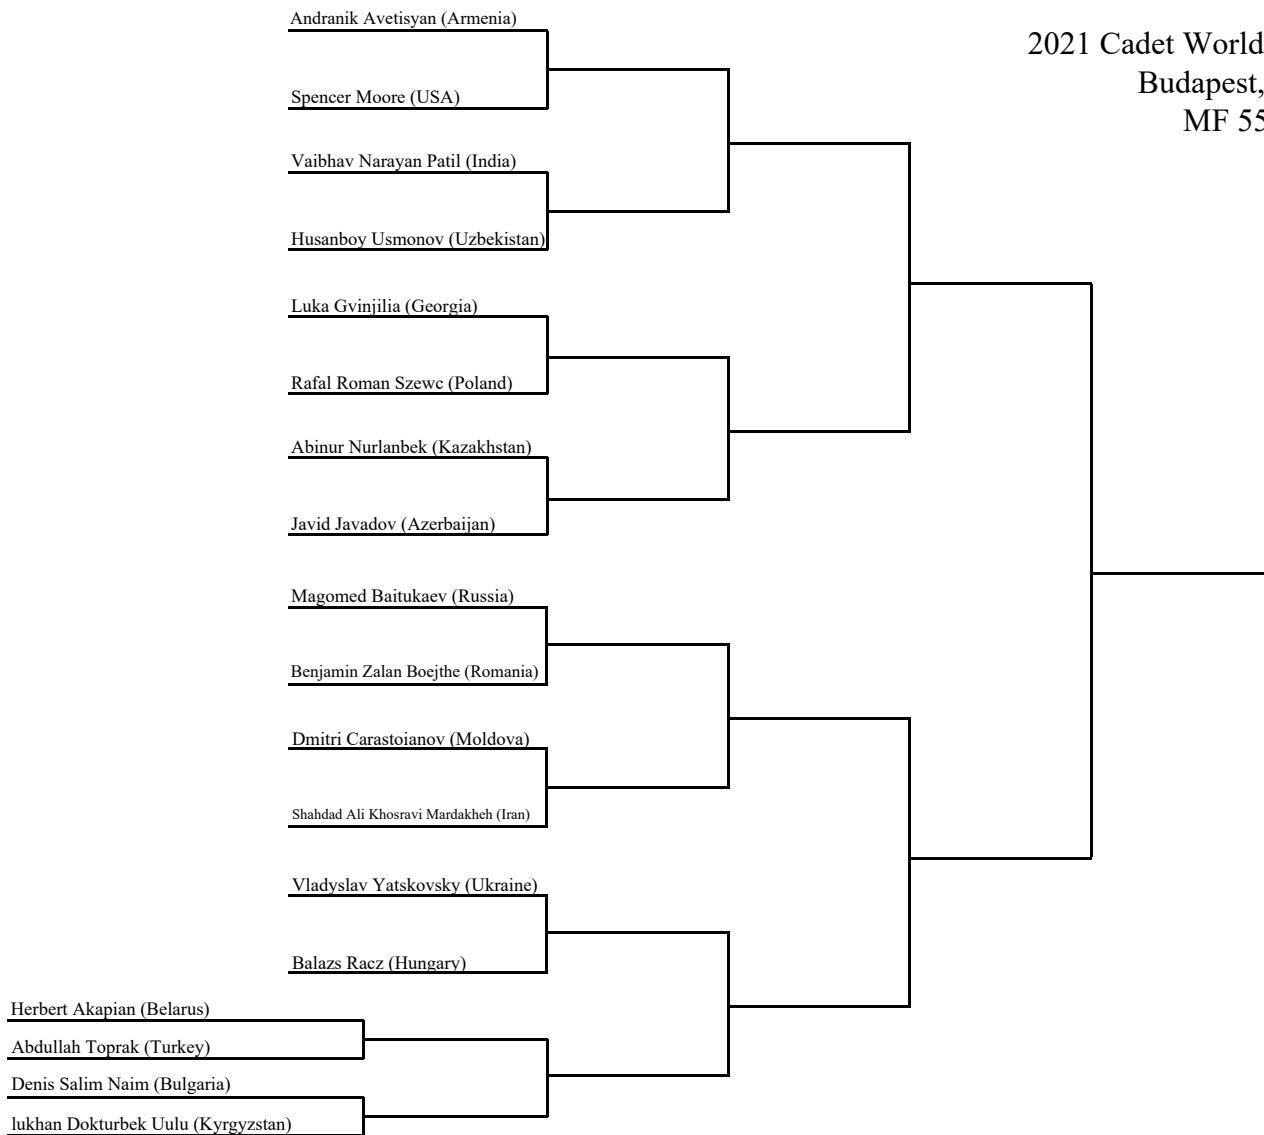 Andranik Avetisyan (Armenia)
2021 Cadet World
Budapest,
MF 55
Spencer Moore (USA)
Vaibhav Narayan Patil (India)
Husanboy Usmonov (Uzbekistan)
Luka Gvinjilia (Georgia)
Rafal Roman Szewc (Poland)
Abinur Nurlanbek (Kazakhstan)
Javid Javadov (Azerbaijan)
Magomed Baitukaev (Russia)
Benjamin Zalan Boejthe (Romania)
Dmitri Carastoianov (Moldova)
Shahdad Ali Khosravi Mardakheh (Iran)
Vladyslav Yatskovsky (Ukraine)
Balazs Racz (Hungary)
Herbert Akapian (Belarus)
Abdullah Toprak (Turkey)
Denis Salim Naim (Bulgaria)
lukhan Dokturbek Uulu (Kyrgyzstan)